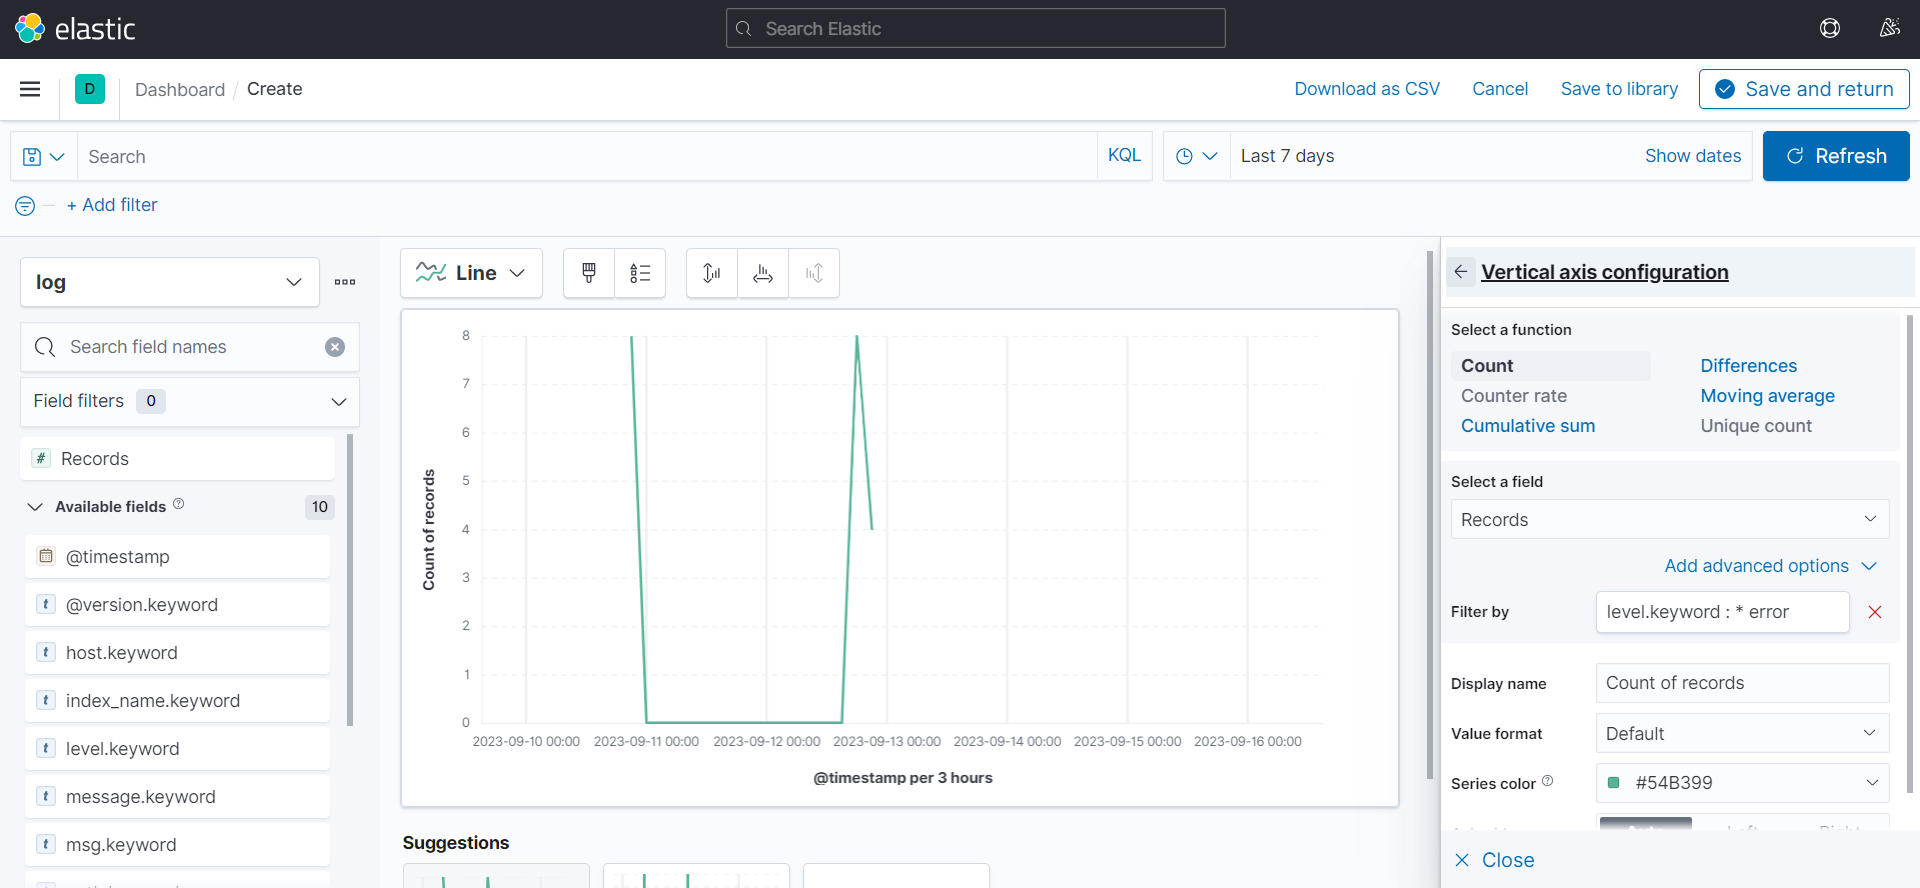 elastic
Search Elastic
D
Dashboard / Create
Download as CSV
Cancel
Save to library
Save and return
Search
KQL
Last 7 days
Show dates
Refresh
+ Add filter
log
Search field names
Field filters 0
# Records
Available fields ? 10
@timestamp
t @version.keyword
t host.keyword
t index_name.keyword
t level.keyword
t message.keyword
t msg.keyword
Line
8
7
6
5
4
3
2
1
0
Count of records
2023-09-10 00:00 2023-09-11 00:00 2023-09-12 00:00 2023-09-13 00:00 2023-09-14 00:00 2023-09-15 00:00 2023-09-16 00:00
@timestamp per 3 hours
Suggestions
Vertical axis configuration
Select a function
Count Differences
Counter rate Moving average
Cumulative sum Unique count
Select a field
Records
Add advanced options
Filter by level.keyword : * error
Display name Count of records
Value format Default
Series color ? #54B399
Close